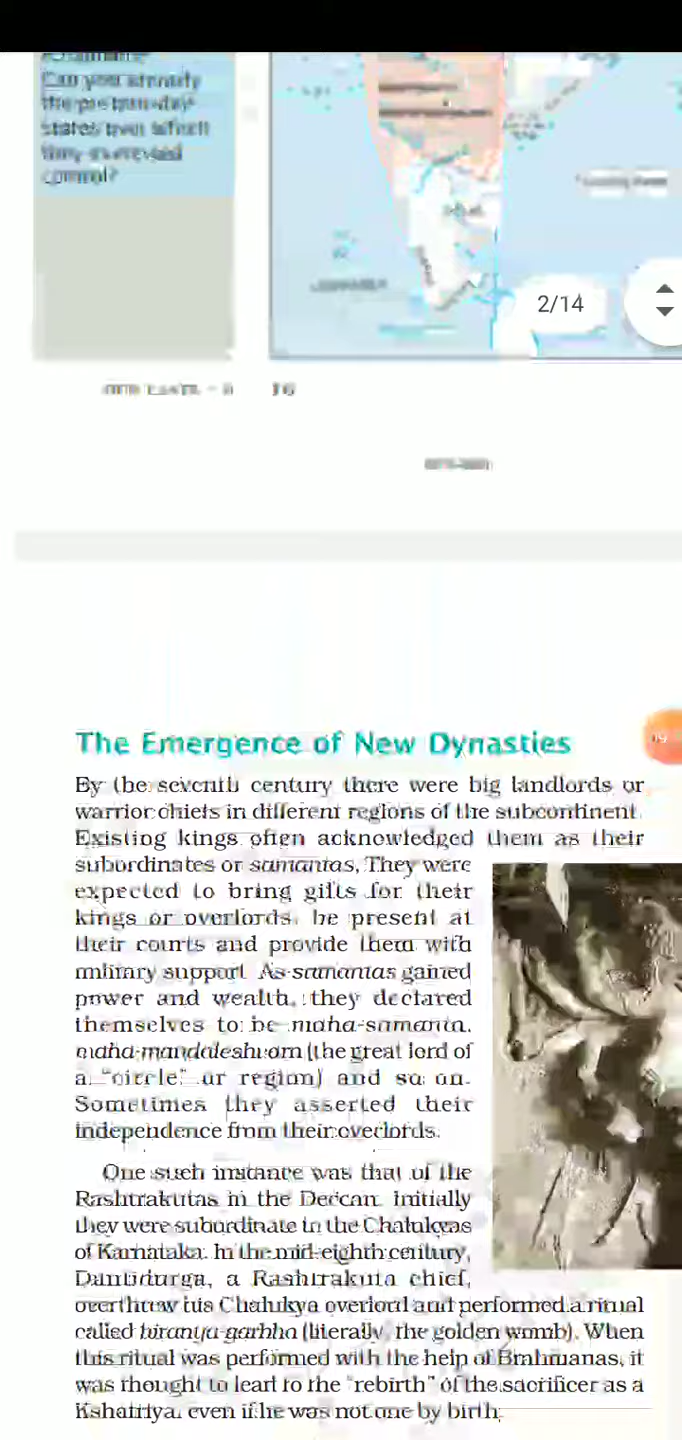 Can you identify
the present-day
states over which
they exercised
control?
2/14
16
The Emergence of New Dynasties
By the seventh century there were big landlords or
warrior chiefs in different regions of the subcontinent.
Existing kings often acknowledged them as their
subordinates or samantas. They were
expected to bring gifts for their
kings or overlords, be present at
their courts and provide them with
military support. As samantas gained
power and wealth, they declared
themselves to be maha-samanta,
maha-mandaleshvara (the great lord of
a "circle" or region) and so on.
Sometimes they asserted their
independence from their overlords.
One such instance was that of the
Rashtrakutas in the Deccan. Initially
they were subordinate to the Chalukyas
of Karnataka. In the mid-eighth century,
Dantidurga, a Rashtrakuta chief,
overthrew his Chalukya overlord and performed a ritual
called hiranya-garbha (literally, the golden womb). When
this ritual was performed with the help of Brahmanas, it
was thought to lead to the "rebirth" of the sacrificer as a
Kshatriya, even if he was not one by birth.